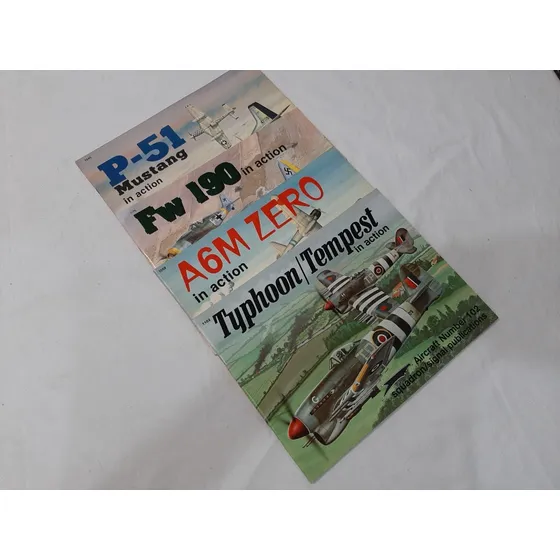 P-51
Mustang
in action
Fw 190 in action
A6M ZERO
in action
Typhoon/Tempest
in action
Aircraft Number 102
squadron/signal publications